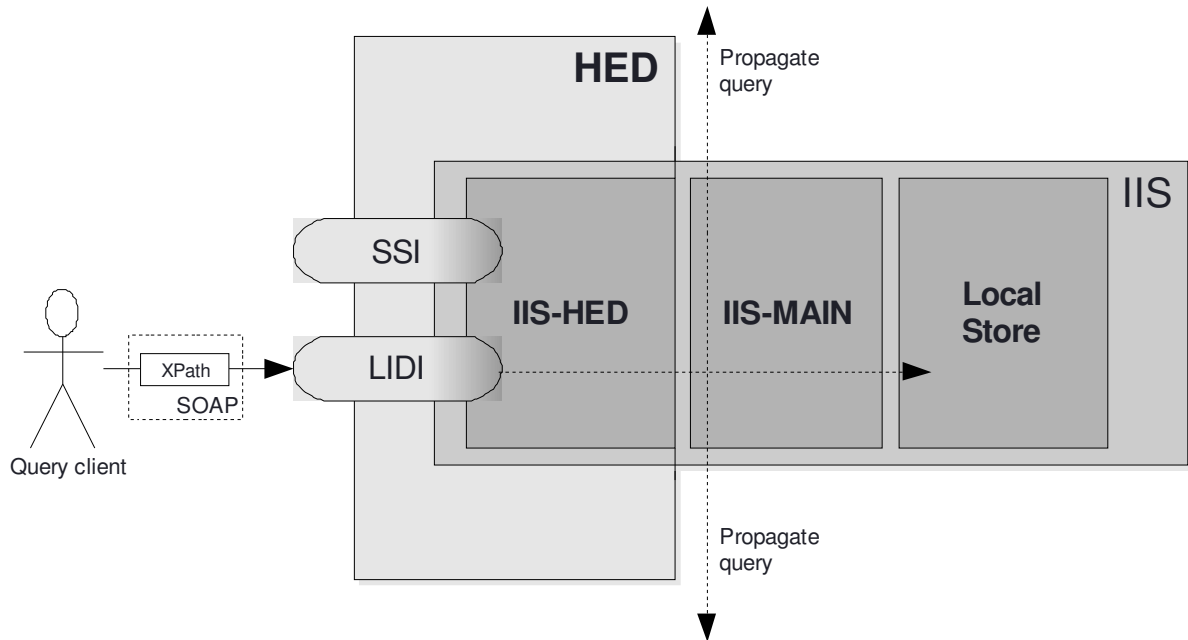 HED
Propagate
query
IIS
SSI
IIS-HED
IIS-MAIN
Local
Store
LIDI
XPath
SOAP
Query client
Propagate
query